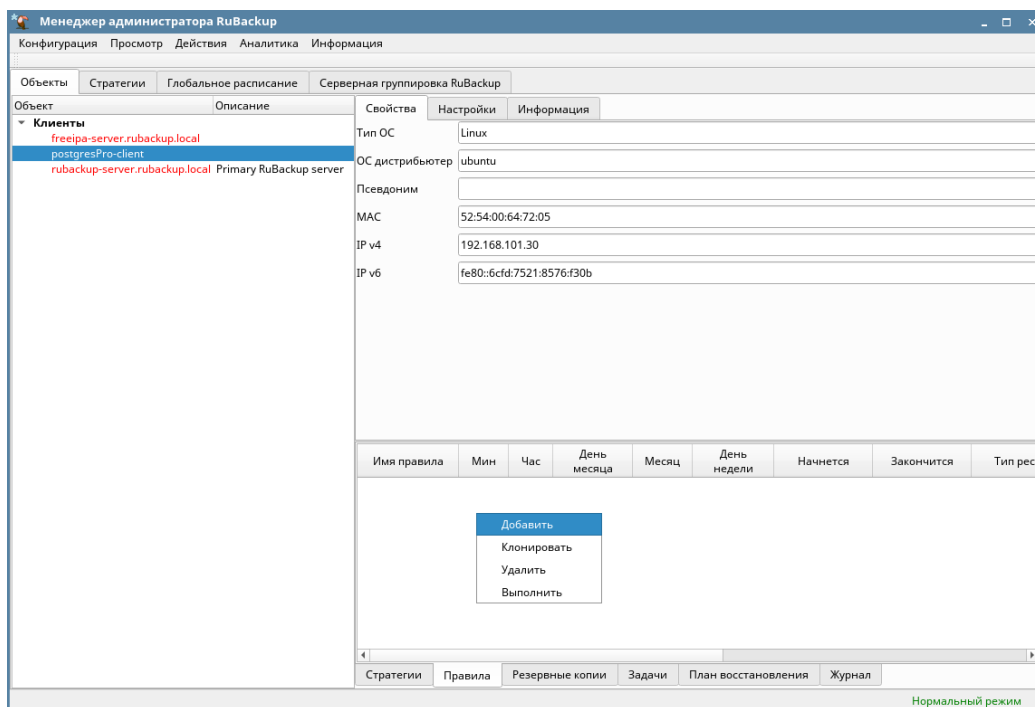 Менеджер администратора RuBackup
Конфигурация Просмотр Действия Аналитика Информация
Объекты Стратегии Глобальное расписание Серверная группировка RuBackup
Объект Описание
Клиенты
freeipa-server.rubackup.local
postgresPro-client
rubackup-server.rubackup.local Primary RuBackup server
Свойства Настройки Информация
Тип ОС Linux
ОС дистрибьютер ubuntu
Псевдоним
MAC 52:54:00:64:72:05
IP v4 192.168.101.30
IP v6 fe80::6cfd:7521:8576:f30b
Имя правила Мин Час День месяца Месяц День недели Начнется Закончится Тип рес
Добавить
Клонировать
Удалить
Выполнить
Стратегии Правила Резервные копии Задачи План восстановления Журнал
Нормальный режим